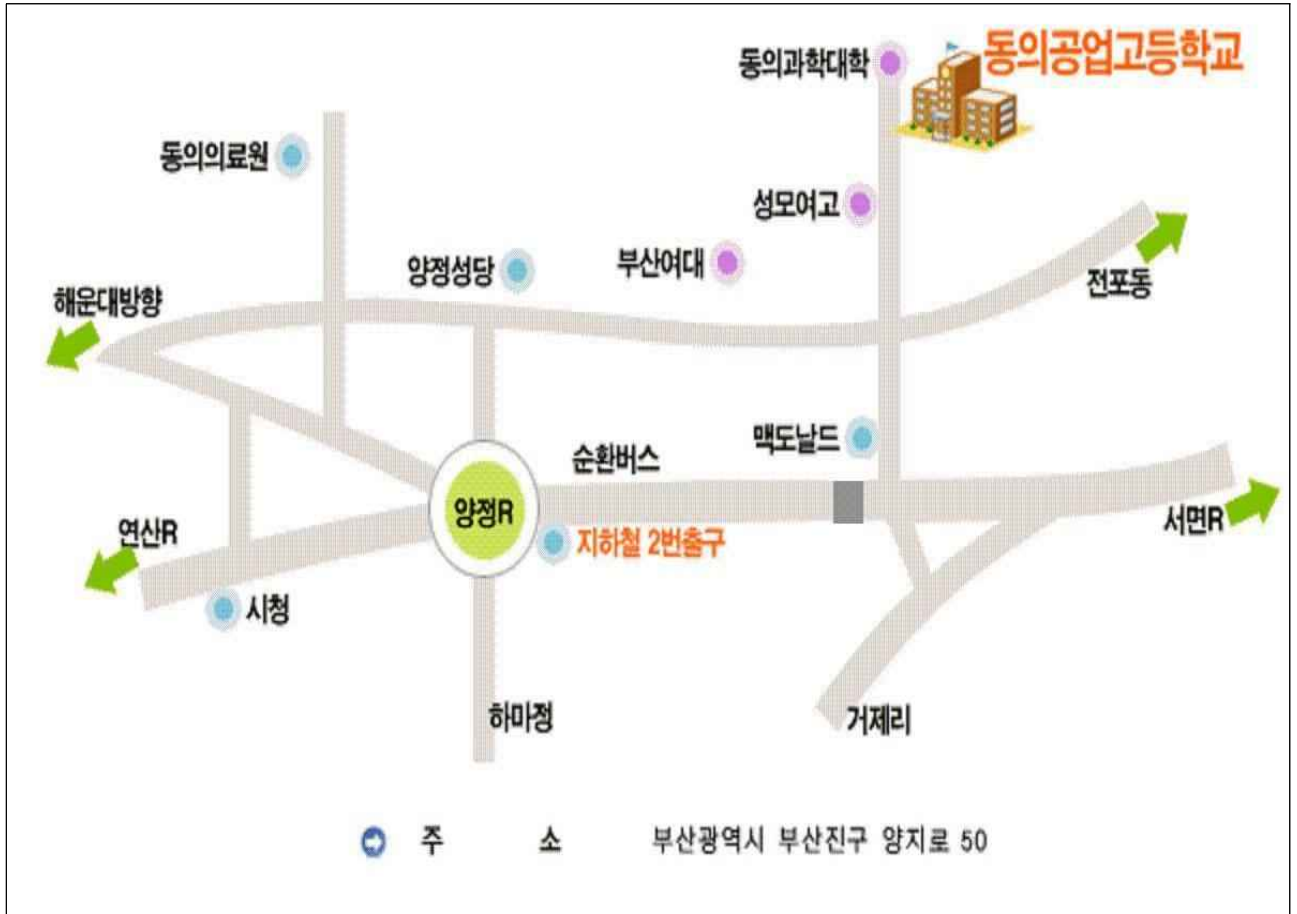 동의공업고등학교
동의과학대학
동의의료원
성모여고
부산여대
양정성당
전포동
해운대방향
맥도날드
순환버스
양정R
서면R
연산R
지하철 2번출구
시청
하마정
거제리
주 소 부산광역시 부산진구 양지로 50